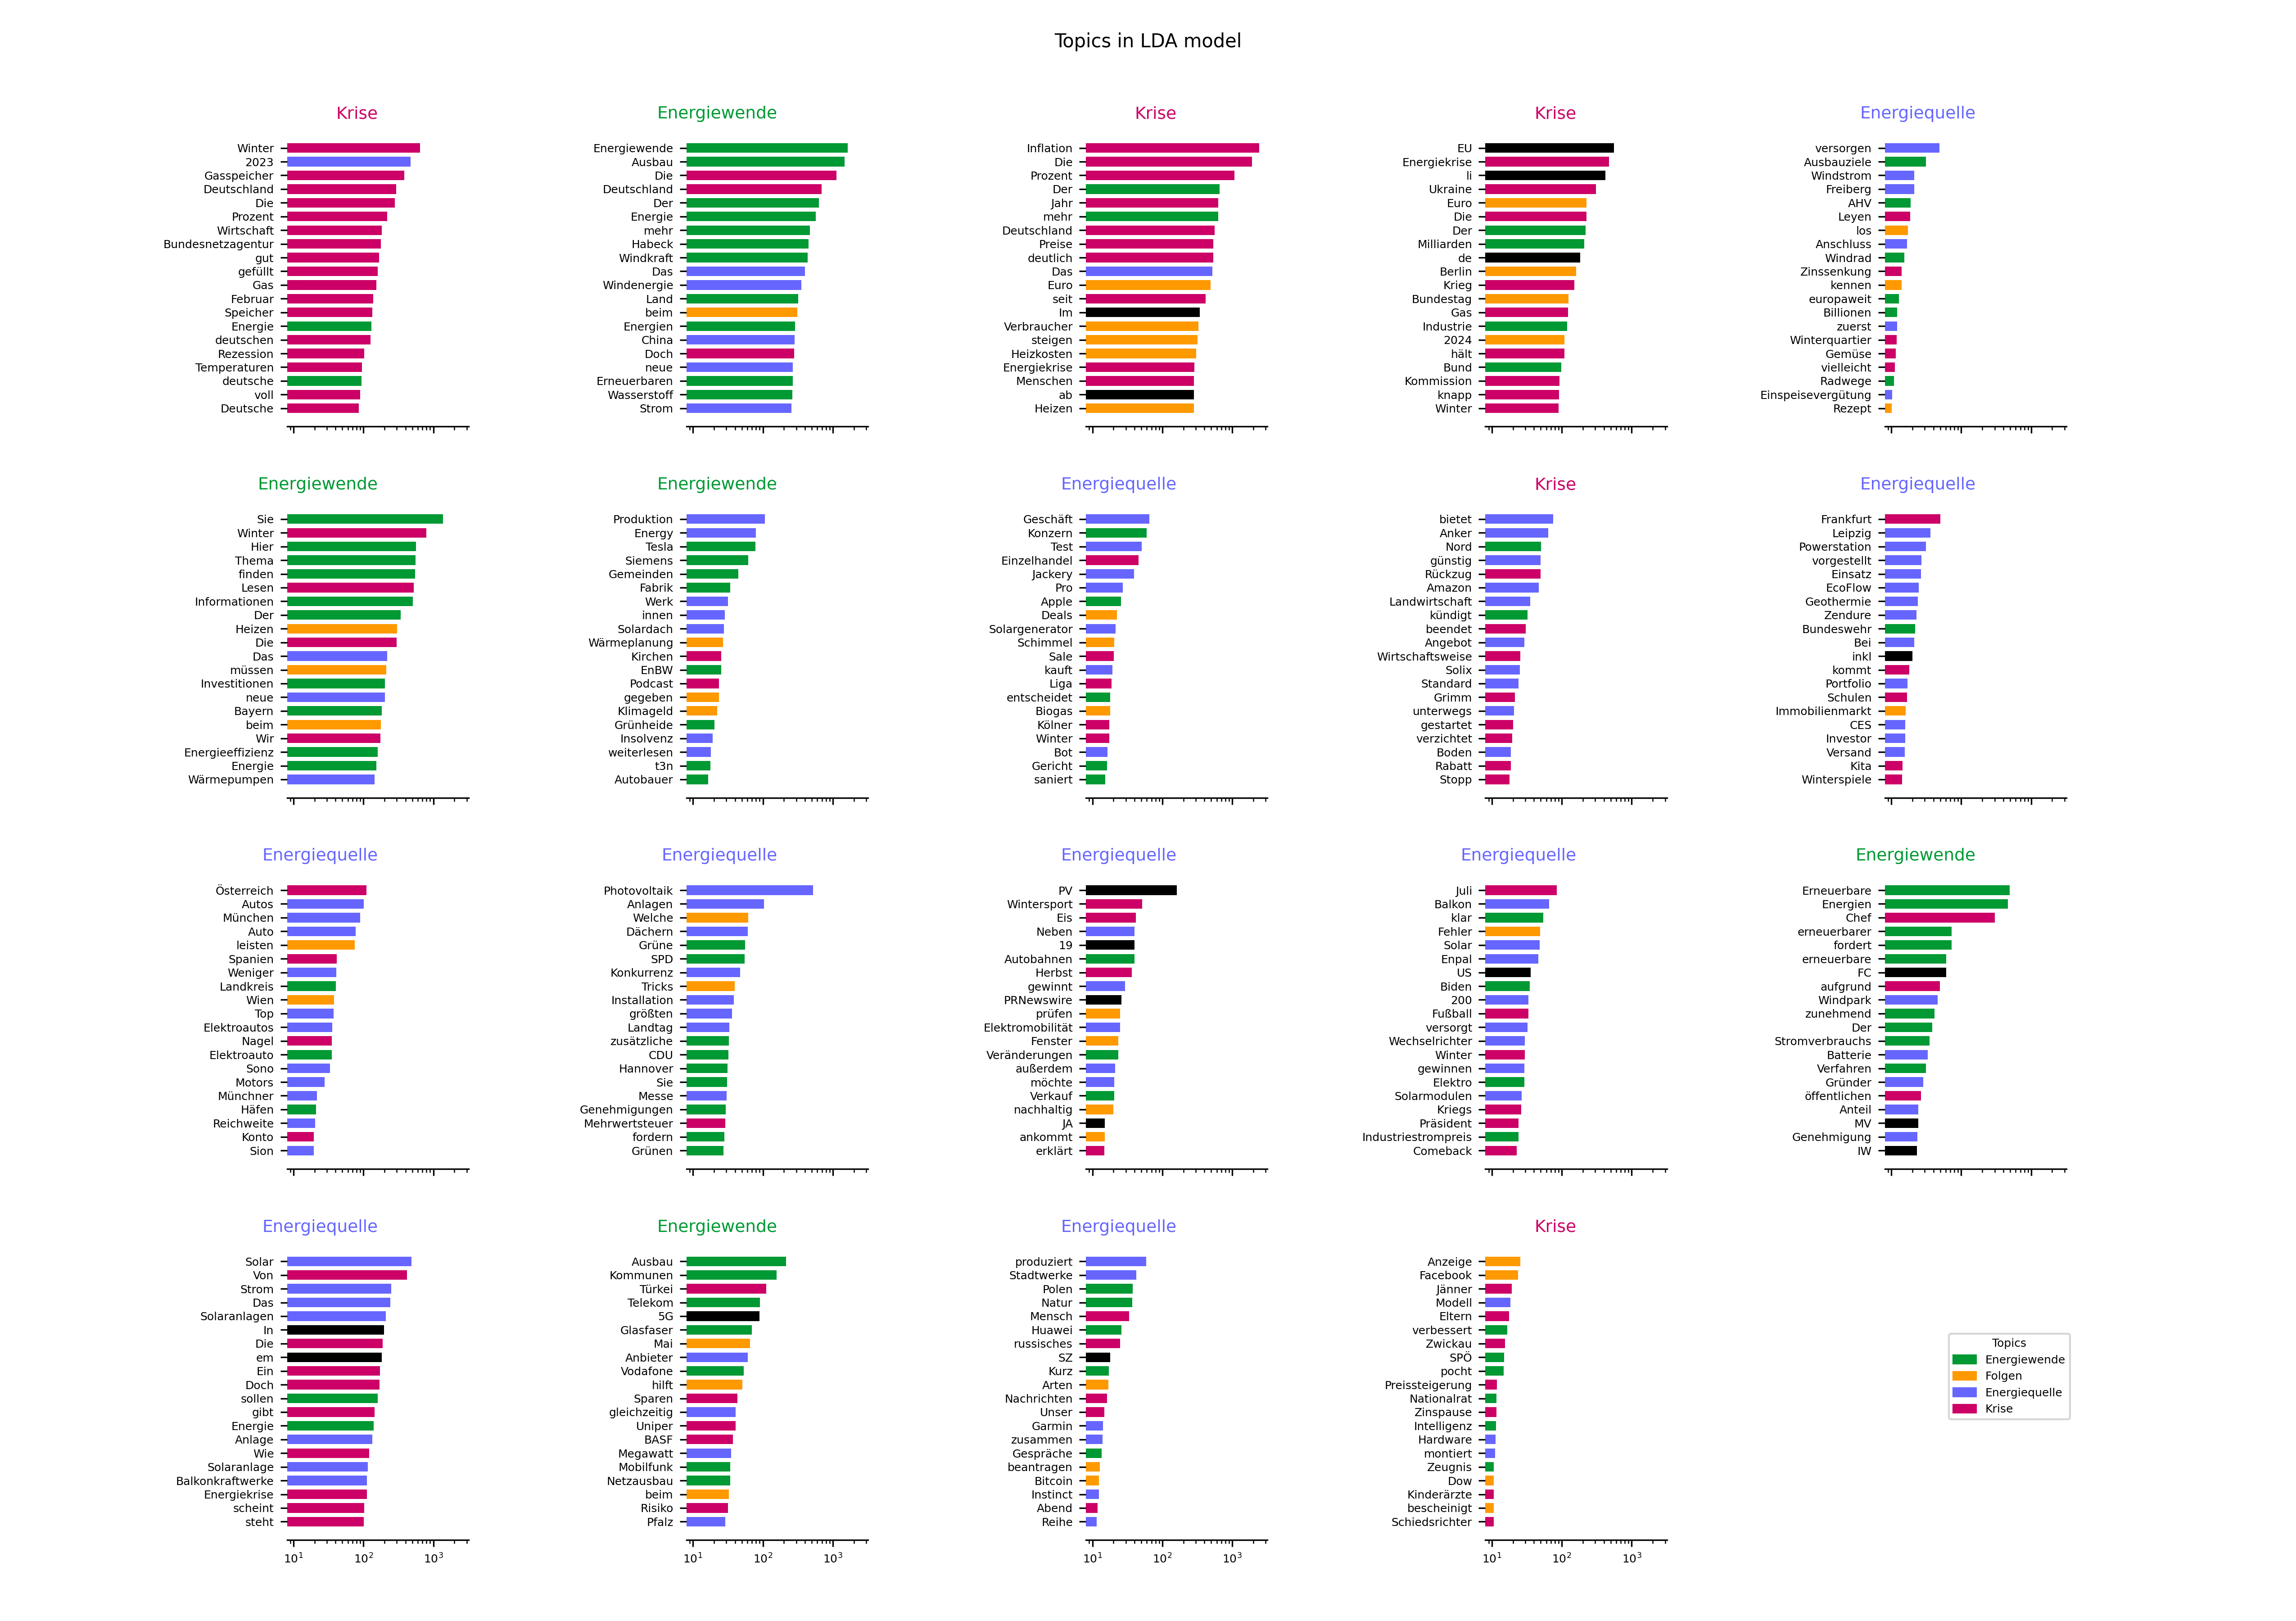 Topics in LDA model
Krise
Winter
2023
Gasspeicher
Deutschland
Die
Prozent
Wirtschaft
Bundesnetzagentur
gut
gefüllt
Gas
Februar
Speicher
Energie
deutschen
Rezession
Temperaturen
deutsche
voll
Deutsche
Energiewende
Energiewende
Ausbau
Die
Deutschland
Der
Energie
mehr
Habeck
Windkraft
Das
Windenergie
Land
beim
Energien
China
Doch
neue
Erneuerbaren
Wasserstoff
Strom
Krise
Inflation
Die
Prozent
Der
Jahr
mehr
Deutschland
Preise
deutlich
Das
Euro
seit
Im
Verbraucher
steigen
Heizkosten
Energiekrise
Menschen
ab
Heizen
Krise
EU
Energiekrise
li
Ukraine
Euro
Die
Der
Milliarden
de
Berlin
Krieg
Bundestag
Gas
Industrie
2024
hält
Bund
Kommission
knapp
Winter
Energiequelle
versorgen
Ausbauziele
Windstrom
Freiberg
AHV
Leyen
los
Anschluss
Windrad
Zinssenkung
kennen
europaweit
Billionen
zuerst
Winterquartier
Gemüse
vielleicht
Radwege
Einspeisevergütung
Rezept
Energiewende
Sie
Winter
Hier
Thema
finden
Lesen
Informationen
Der
Heizen
Die
Das
müssen
Investitionen
neue
Bayern
beim
Wir
Energieeffizienz
Energie
Wärmepumpen
Energiewende
Produktion
Energy
Tesla
Siemens
Gemeinden
Fabrik
Werk
innen
Solardach
Wärmeplanung
Kirchen
EnBW
Podcast
gegeben
Klimageld
Grünheide
Insolvenz
weiterlesen
t3n
Autobauer
Energiequelle
Geschäft
Konzern
Test
Einzelhandel
Jackery
Pro
Apple
Deals
Solargenerator
Schimmel
Sale
kauft
Liga
entscheidet
Biogas
Kölner
Winter
Bot
Gericht
saniert
Krise
bietet
Anker
Nord
günstig
Rückzug
Amazon
Landwirtschaft
kündigt
beendet
Angebot
Wirtschaftsweise
Solix
Standard
Grimm
unterwegs
gestartet
verzichtet
Boden
Rabatt
Stopp
Energiequelle
Frankfurt
Leipzig
Powerstation
vorgestellt
Einsatz
EcoFlow
Geothermie
Zendure
Bundeswehr
Bei
inkl
kommt
Portfolio
Schulen
Immobilienmarkt
CES
Investor
Versand
Kita
Winterspiele
Energiequelle
Österreich
Autos
München
Auto
leisten
Spanien
Weniger
Landkreis
Wien
Top
Elektroautos
Nagel
Elektroauto
Sono
Motors
Münchner
Häfen
Reichweite
Konto
Sion
Energiequelle
Photovoltaik
Anlagen
Welche
Dächern
Grüne
SPD
Konkurrenz
Tricks
Installation
größten
Landtag
zusätzliche
CDU
Hannover
Sie
Messe
Genehmigungen
Mehrwertsteuer
fordern
Grünen
Energiequelle
PV
Wintersport
Eis
Neben
19
Autobahnen
Herbst
gewinnt
PRNewswire
prüfen
Elektromobilität
Fenster
Veränderungen
außerdem
möchte
Verkauf
nachhaltig
JA
ankommt
erklärt
Energiequelle
Juli
Balkon
klar
Fehler
Solar
Enpal
US
Biden
200
Fußball
versorgt
Wechselrichter
Winter
gewinnen
Elektro
Solarmodulen
Kriegs
Präsident
Industriestrompreis
Comeback
Energiewende
Erneuerbare
Energien
Chef
erneuerbarer
fordert
erneuerbare
FC
aufgrund
Windpark
zunehmend
Der
Stromverbrauchs
Batterie
Verfahren
Gründer
öffentlichen
Anteil
MV
Genehmigung
IW
Energiequelle
Solar
Von
Strom
Das
Solaranlagen
In
Die
em
Ein
Doch
sollen
gibt
Energie
Anlage
Wie
Solaranlage
Balkonkraftwerke
Energiekrise
scheint
steht
10¹ 10² 10³
Energiewende
Ausbau
Kommunen
Türkei
Telekom
5G
Glasfaser
Mai
Anbieter
Vodafone
hilft
Sparen
gleichzeitig
Uniper
BASF
Megawatt
Mobilfunk
Netzausbau
beim
Risiko
Pfalz
10¹ 10² 10³
Energiequelle
produziert
Stadtwerke
Polen
Natur
Mensch
Huawei
russisches
SZ
Kurz
Arten
Nachrichten
Unser
Garmin
zusammen
Gespräche
beantragen
Bitcoin
Instinct
Abend
Reihe
10¹ 10² 10³
Krise
Anzeige
Facebook
Jänner
Modell
Eltern
verbessert
Zwickau
SPÖ
pocht
Preissteigerung
Nationalrat
Zinspause
Intelligenz
Hardware
montiert
Zeugnis
Dow
Kinderärzte
bescheinigt
Schiedsrichter
10¹ 10² 10³
Topics
Energiewende
Folgen
Energiequelle
Krise